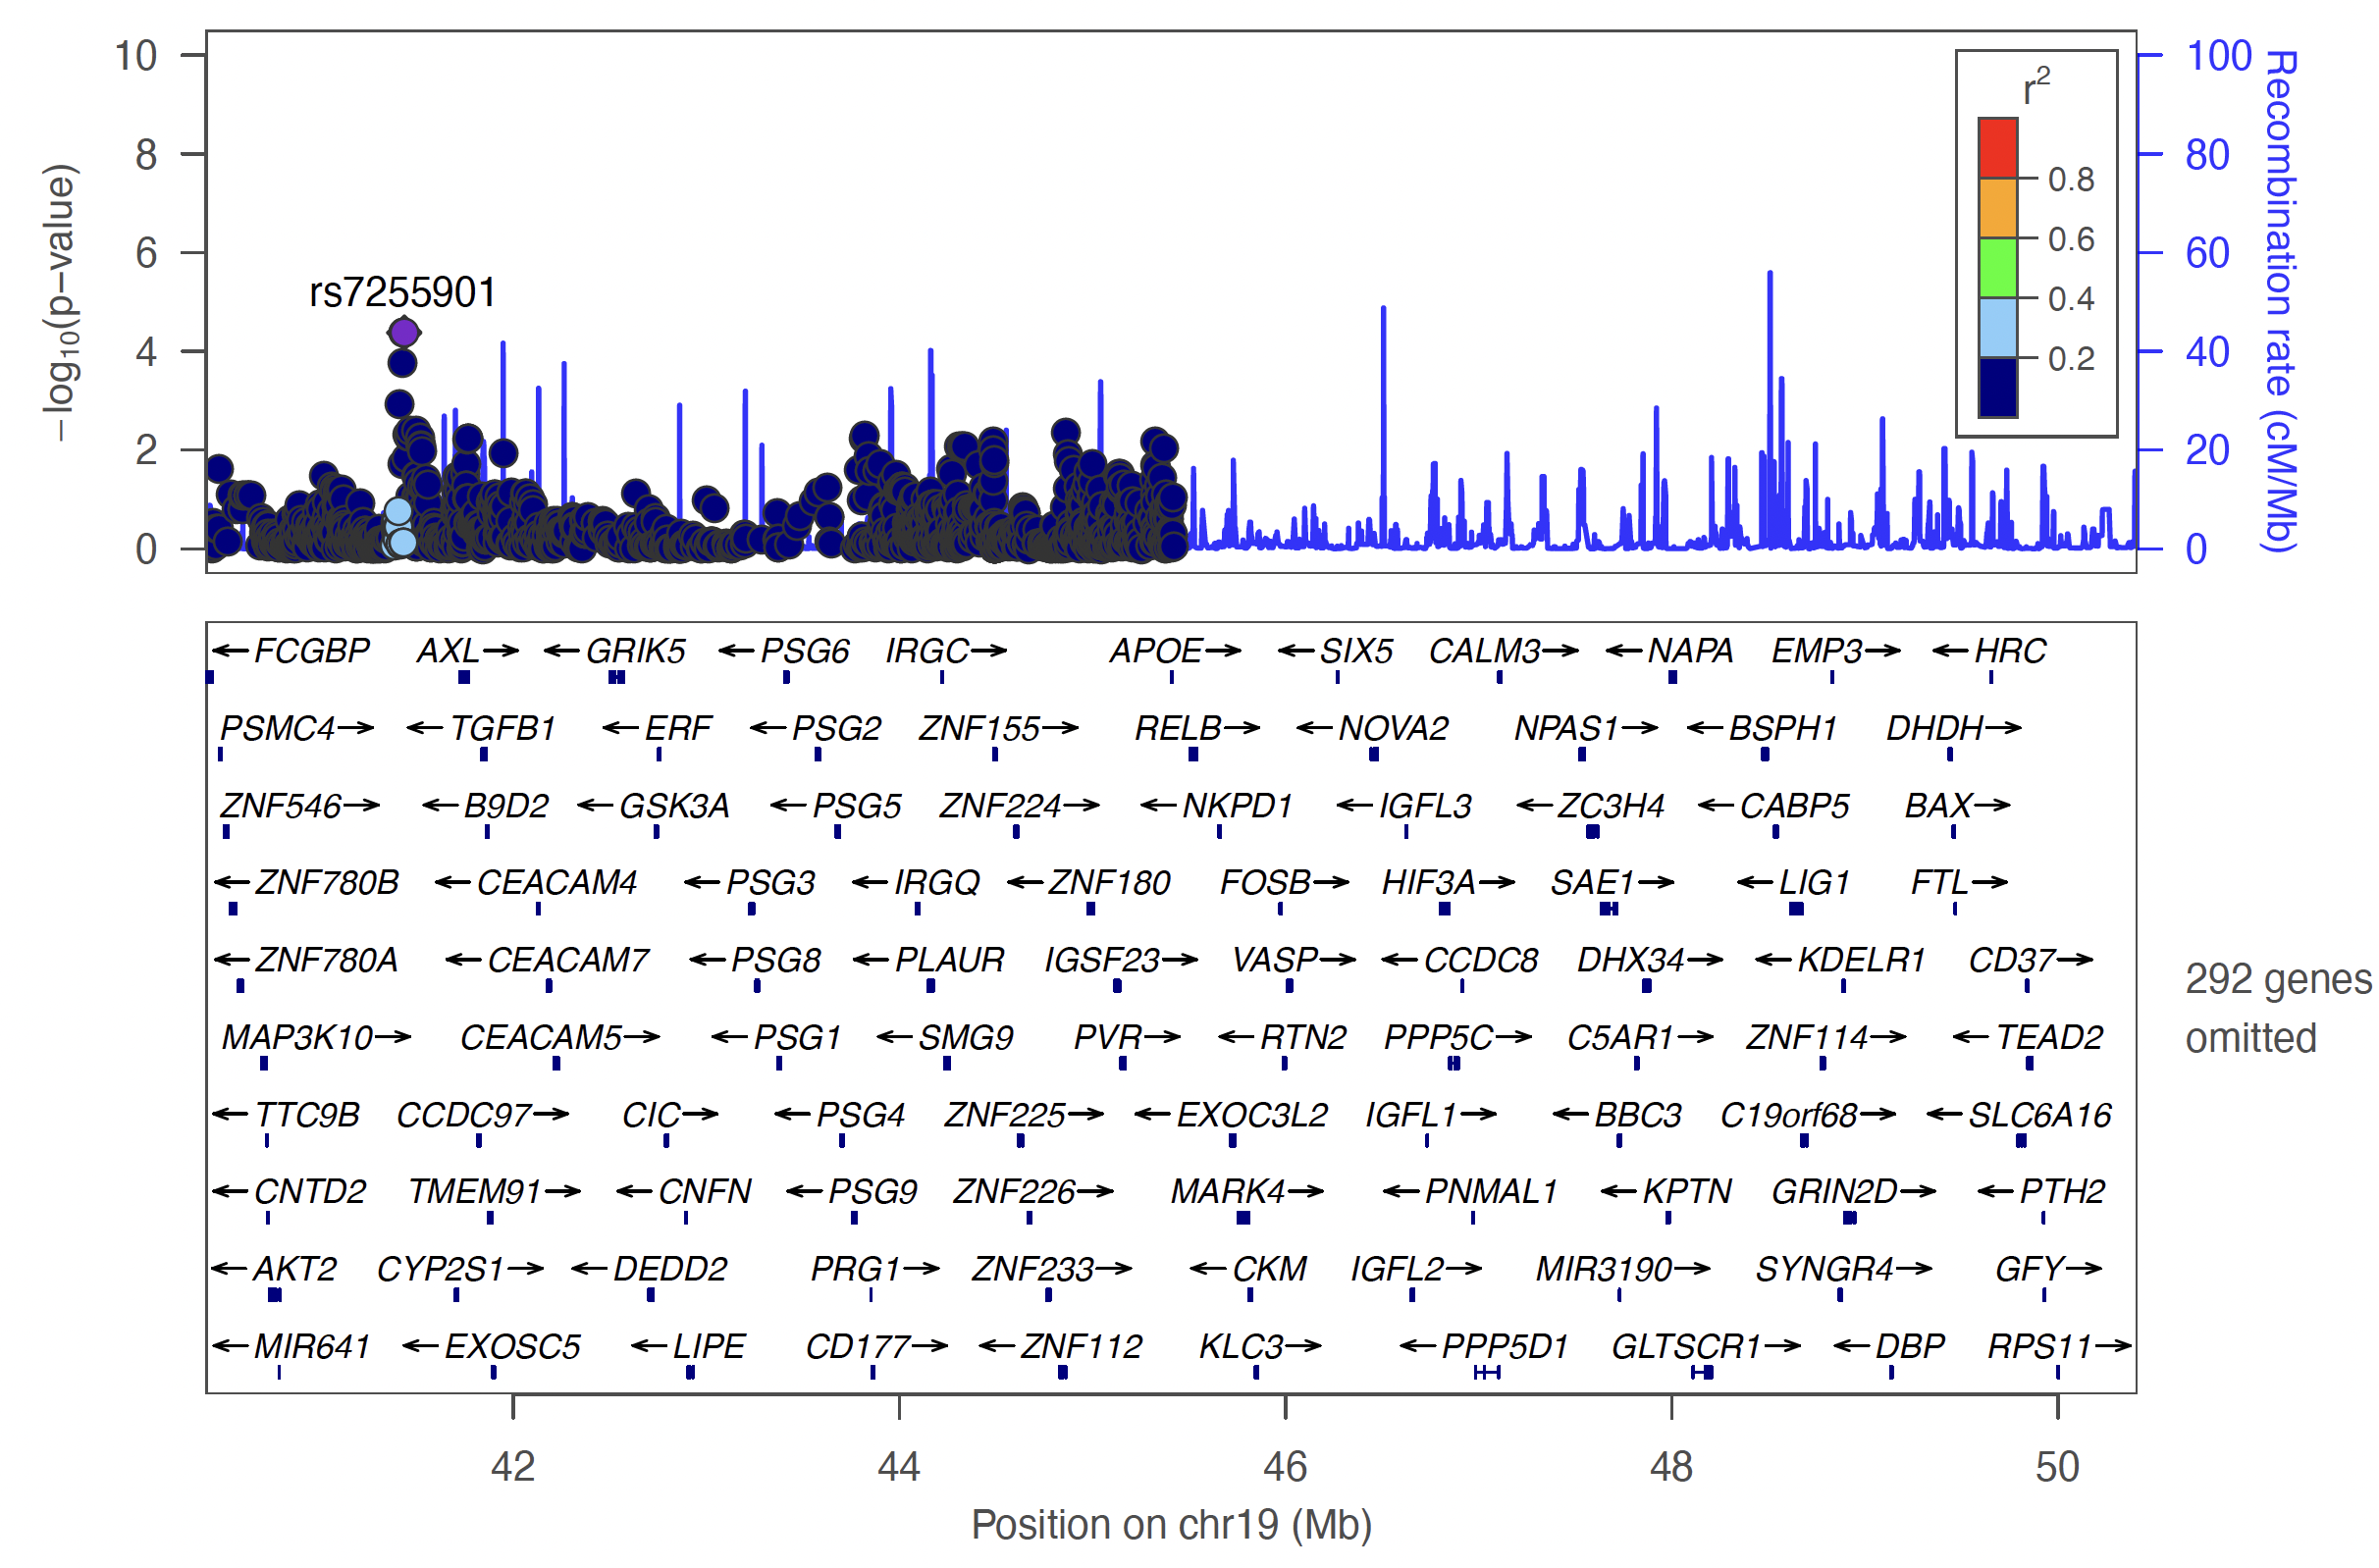 10
8
6
4
2
0
−log10(p−value)
rs7255901
r2
0.8
0.6
0.4
0.2
100
80
60
40
20
0
Recombination rate (cM/Mb)
FCGBP AXL GRIK5 PSG6 IRGC APOE SIX5 CALM3 NAPA EMP3 HRC
PSMC4 TGFB1 ERF PSG2 ZNF155 RELB NOVA2 NPAS1 BSPH1 DHDH
ZNF546 B9D2 GSK3A PSG5 ZNF224 NKPD1 IGFL3 ZC3H4 CABP5 BAX
ZNF780B CEACAM4 PSG3 IRGQ ZNF180 FOSB HIF3A SAE1 LIG1 FTL
ZNF780A CEACAM7 PSG8 PLAUR IGSF23 VASP CCDC8 DHX34 KDELR1 CD37
MAP3K10 CEACAM5 PSG1 SMG9 PVR RTN2 PPP5C C5AR1 ZNF114 TEAD2
TTC9B CCDC97 CIC PSG4 ZNF225 EXOC3L2 IGFL1 BBC3 C19orf68 SLC6A16
CNTD2 TMEM91 CNFN PSG9 ZNF226 MARK4 PNMAL1 KPTN GRIN2D PTH2
AKT2 CYP2S1 DEDD2 PRG1 ZNF233 CKM IGFL2 MIR3190 SYNGR4 GFY
MIR641 EXOSC5 LIPE CD177 ZNF112 KLC3 PPP5D1 GLTSCR1 DBP RPS11
292 genes
omitted
42 44 46 48 50
Position on chr19 (Mb)